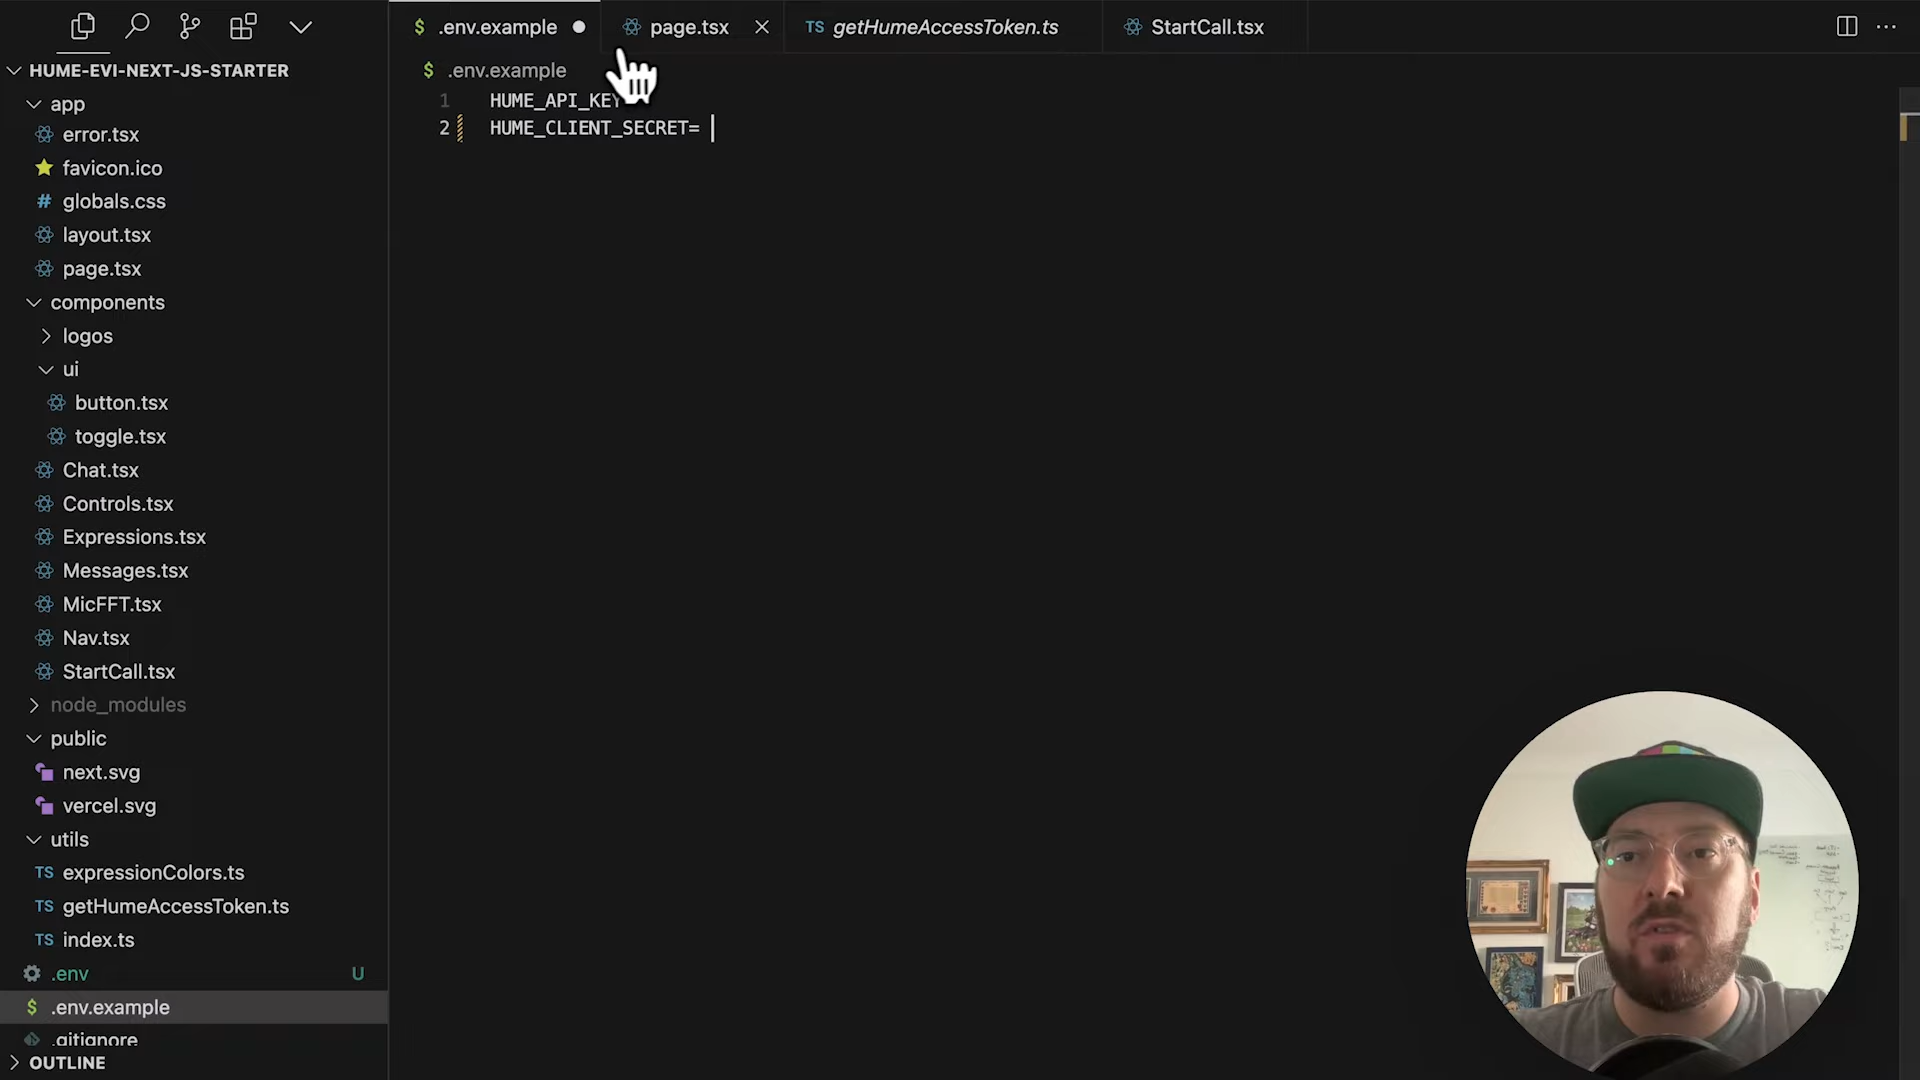 .env.example
page.tsx
getHumeAccessToken.ts
StartCall.tsx
HUME-EVI-NEXT-JS-STARTER
app
error.tsx
favicon.ico
globals.css
layout.tsx
page.tsx
components
logos
ui
button.tsx
toggle.tsx
Chat.tsx
Controls.tsx
Expressions.tsx
Messages.tsx
MicFFT.tsx
Nav.tsx
StartCall.tsx
node_modules
public
next.svg
vercel.svg
utils
TS expressionColors.ts
TS getHumeAccessToken.ts
TS index.ts
.env U
$ .env.example
.gitignore
OUTLINE
$ .env.example
1 HUME_API_KEY
2 HUME_CLIENT_SECRET=